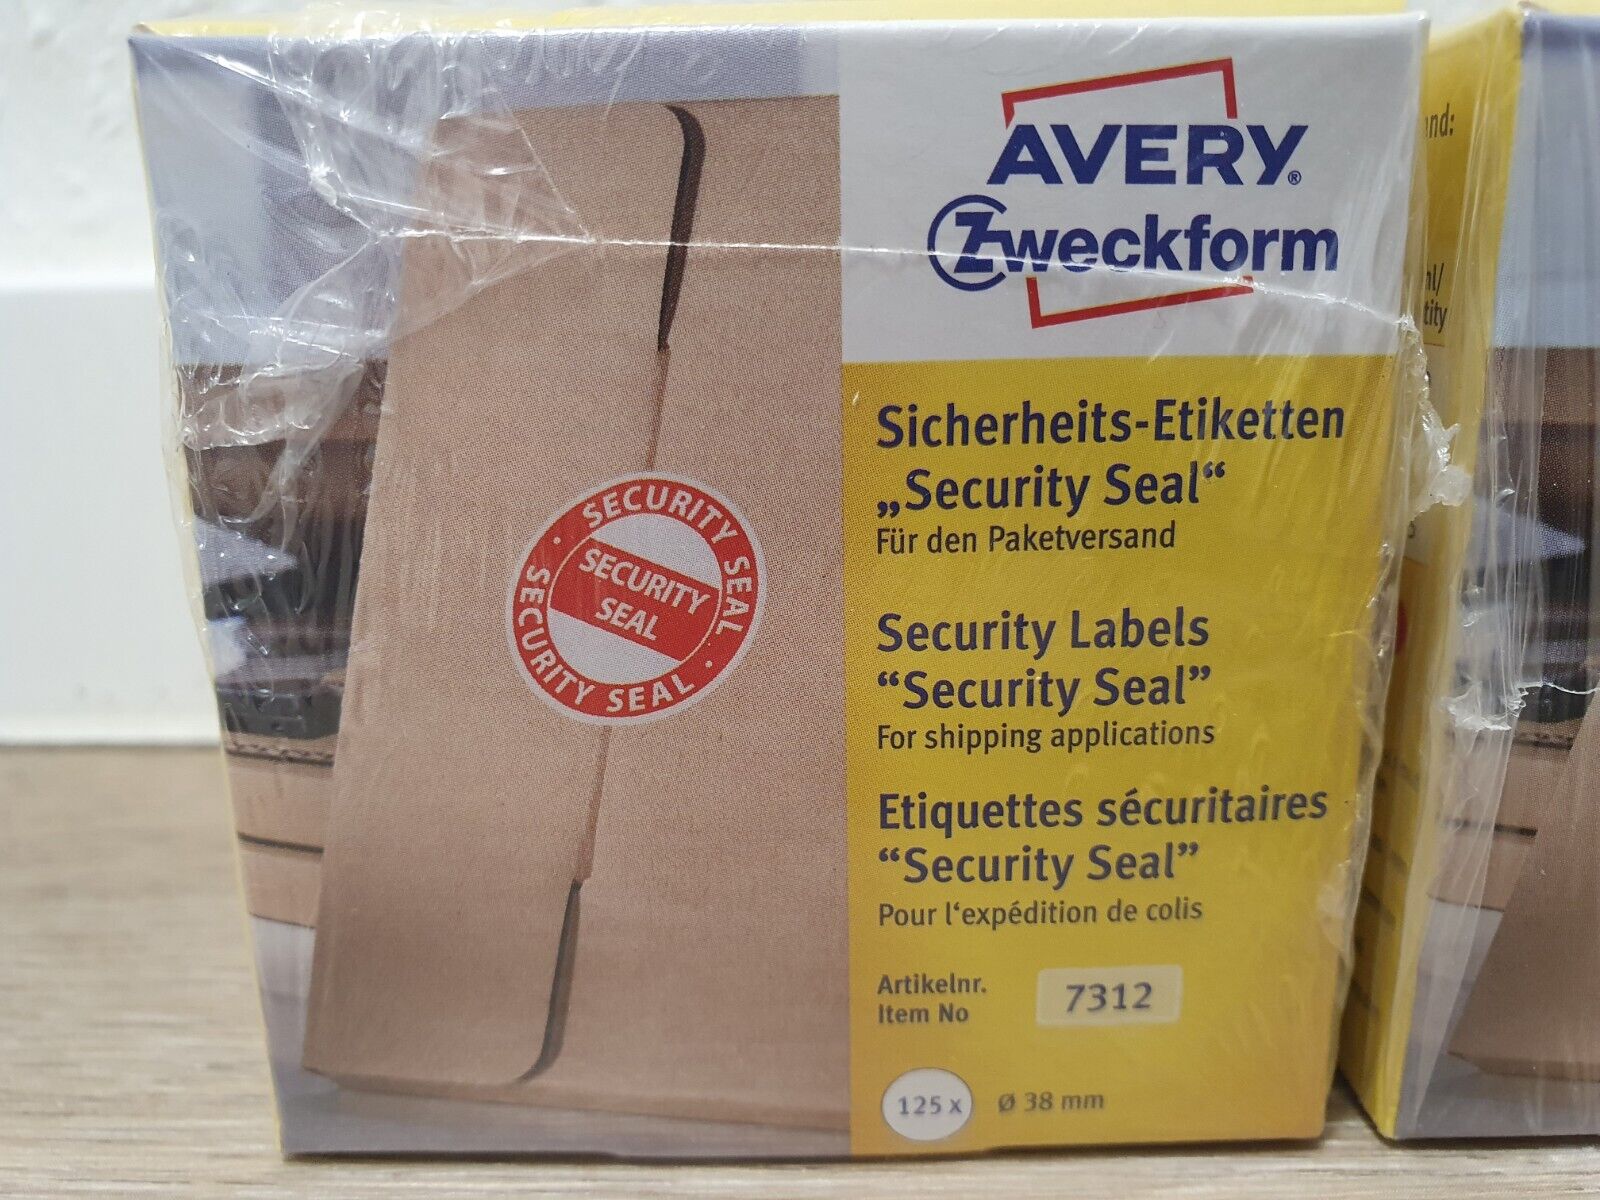 AVERY®
Zweckform
Sicherheits-Etiketten
„Security Seal“
Für den Paketversand
Security Labels
“Security Seal”
For shipping applications
Etiquettes sécuritaires
“Security Seal”
Pour l‘expédition de colis
Artikelnr.
Item No
7312
125 x
Ø 38 mm
SECURITY SEAL
SECURITY
SEAL
SECURITY SEAL